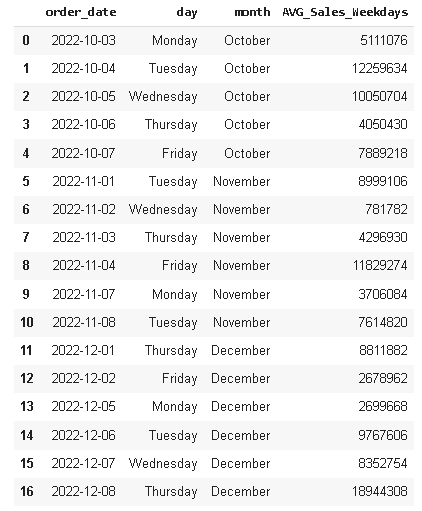 order_date day month AVG_Sales_Weekdays
0 2022-10-03 Monday October 5111076
1 2022-10-04 Tuesday October 12259634
2 2022-10-05 Wednesday October 10050704
3 2022-10-06 Thursday October 4050430
4 2022-10-07 Friday October 7889218
5 2022-11-01 Tuesday November 8999106
6 2022-11-02 Wednesday November 781782
7 2022-11-03 Thursday November 4296930
8 2022-11-04 Friday November 11829274
9 2022-11-07 Monday November 3706084
10 2022-11-08 Tuesday November 7614820
11 2022-12-01 Thursday December 8811882
12 2022-12-02 Friday December 2678962
13 2022-12-05 Monday December 2699668
14 2022-12-06 Tuesday December 9767606
15 2022-12-07 Wednesday December 8352754
16 2022-12-08 Thursday December 18944308